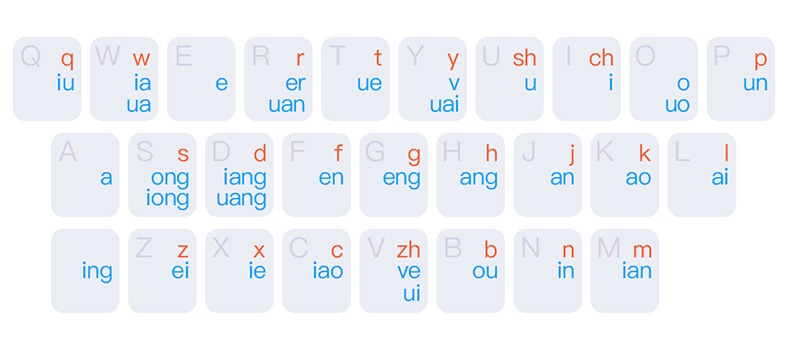 Q q W w E R r T t Y y U sh I ch O P p
iu ia e er ue v u i o un
ua uan uai uo
A S s D d F f G g H h J j K k L l
a ong iang en eng ang an ao ai
iong uang
Z z X x C c V zh B b N n M m
ing ei ie iao ve ou in ian
ui